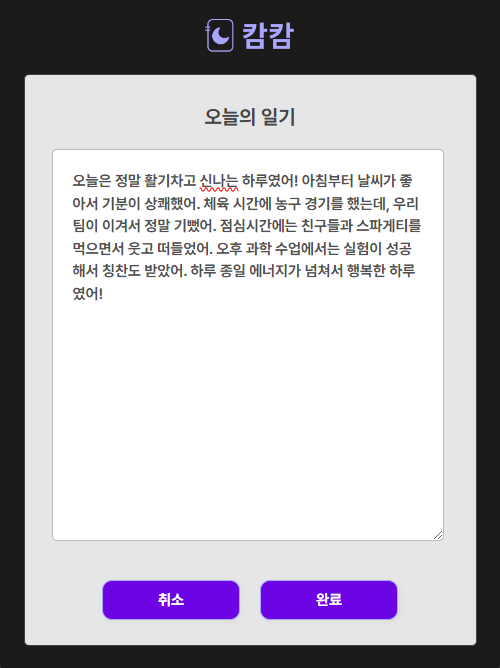 캄캄
오늘의 일기
오늘은 정말 활기차고 신나는 하루였어! 아침부터 날씨가 좋
아서 기분이 상쾌했어. 체육 시간에 농구 경기를 했는데, 우리
팀이 이겨서 정말 기뻤어. 점심시간에는 친구들과 스파게티를
먹으면서 웃고 떠들었어. 오후 과학 수업에서는 실험이 성공
해서 칭찬도 받았어. 하루 종일 에너지가 넘쳐서 행복한 하루
였어!
취소 완료